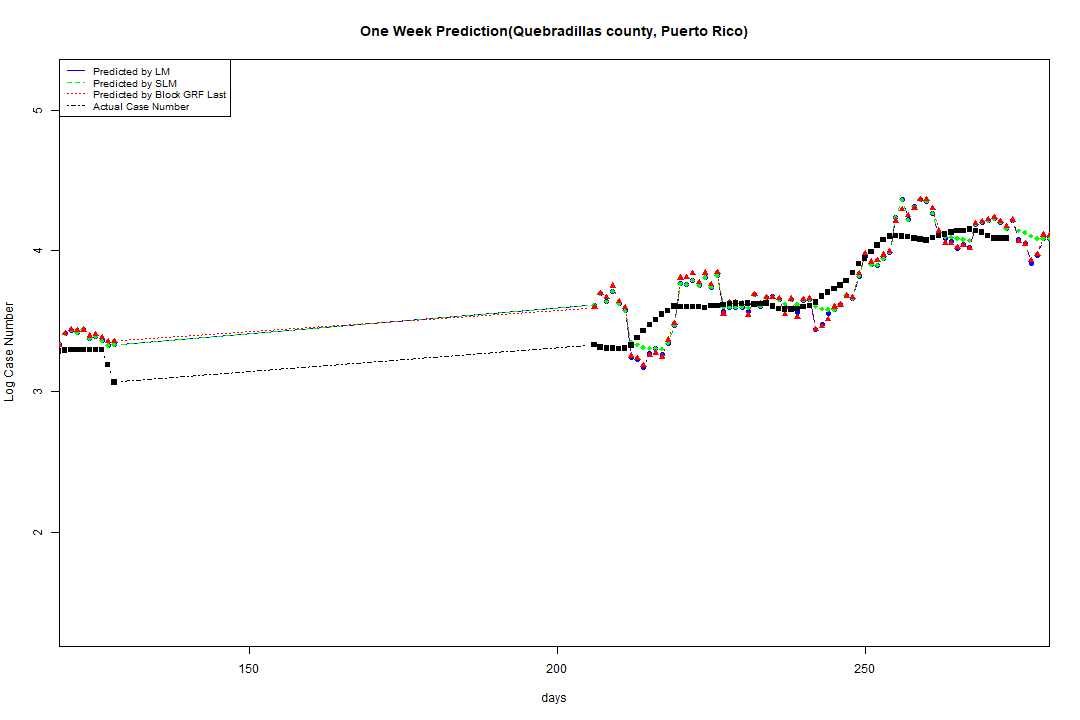 One Week Prediction(Quebradillas county, Puerto Rico)
Predicted by LM
Predicted by SLM
Predicted by Block GRF Last
Actual Case Number
5
4
3
2
Log Case Number
150
200
250
days